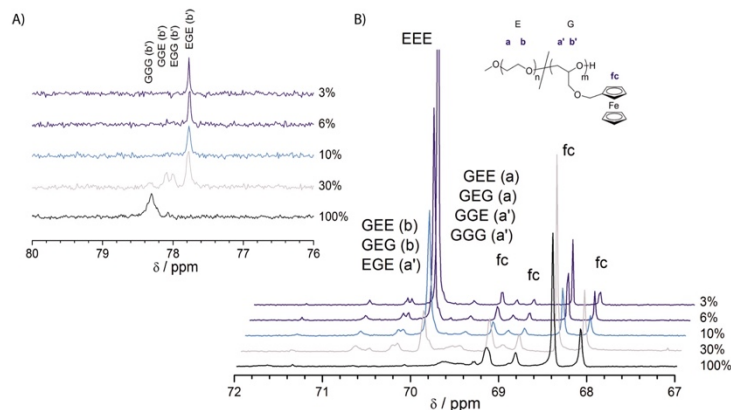 A)
GGG (b')
GGE (b')
EGG (b')
EGE (b')
3%
6%
10%
30%
100%
80 79 78 77 76
δ / ppm
B)
EEE
E G
a b a' b'
O O n O m H
fc
O
Fe
GEE (b)
GEG (b)
EGE (a')
GEE (a)
GEG (a)
GGE (a')
GGG (a')
fc
fc
fc
fc
3%
6%
10%
30%
100%
72 71 70 69 68 67
δ / ppm